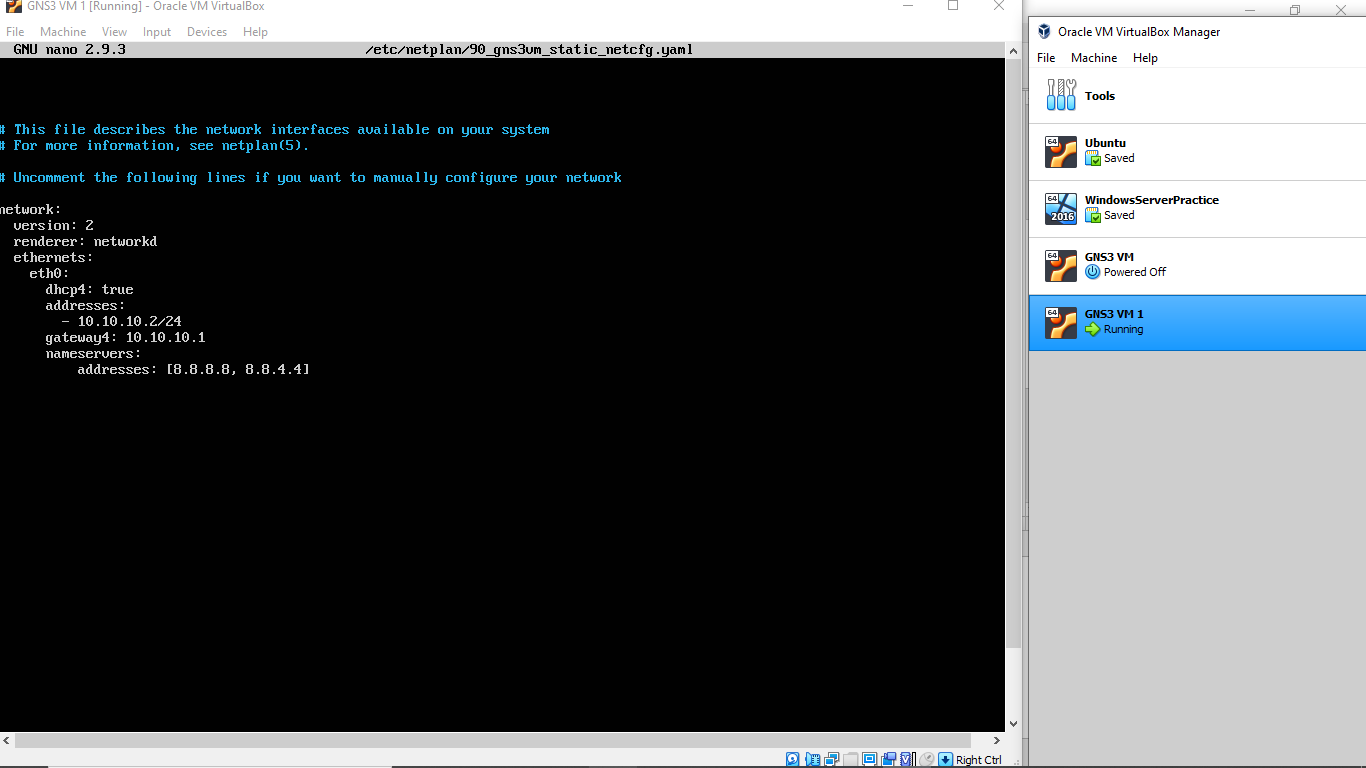 GNS3 VM 1 [Running] - Oracle VM VirtualBox
File Machine View Input Devices Help
GNU nano 2.9.3 /etc/netplan/90_gns3vm_static_netcfg.yaml
# This file describes the network interfaces available on your system
# For more information, see netplan(5).
# Uncomment the following lines if you want to manually configure your network
network:
version: 2
renderer: networkd
ethernets:
eth0:
dhcp4: true
addresses:
- 10.10.10.2/24
gateway4: 10.10.10.1
nameservers:
addresses: [8.8.8.8, 8.8.4.4]
Right Ctrl
Oracle VM VirtualBox Manager
File Machine Help
Tools
64
Ubuntu
Saved
64
2016
WindowsServerPractice
Saved
64
GNS3 VM
Powered Off
64
GNS3 VM 1
Running